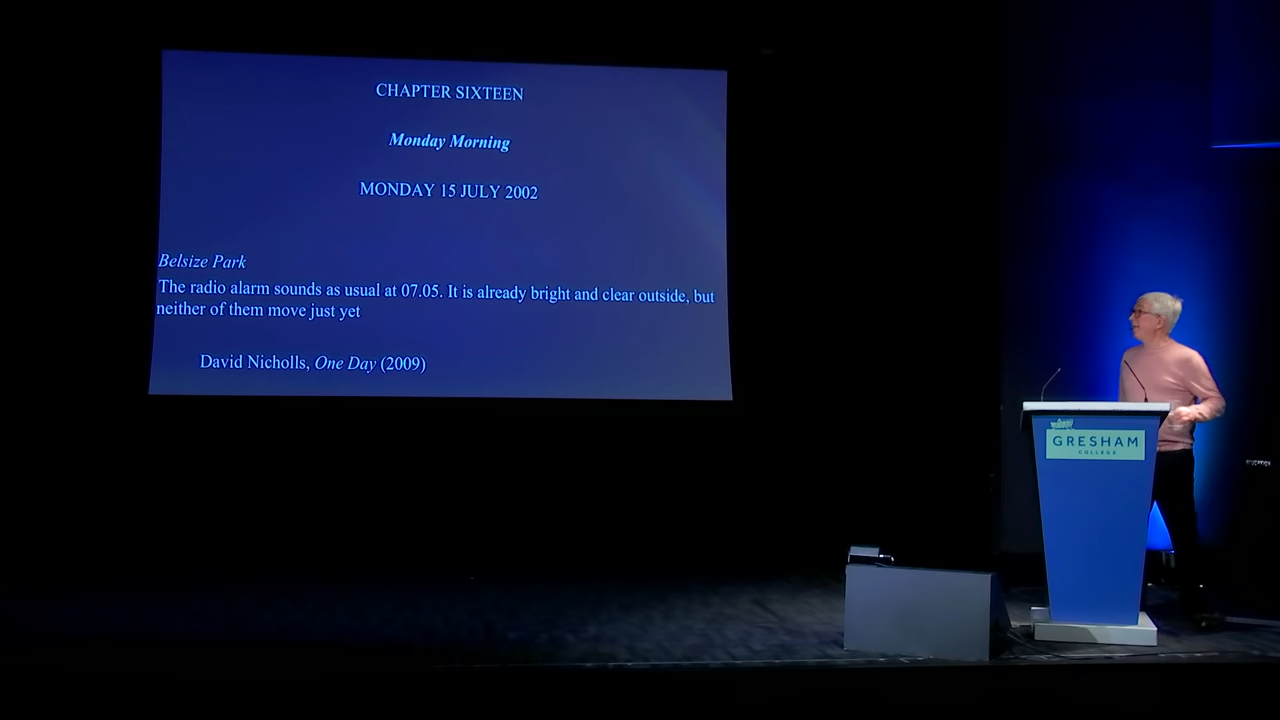 CHAPTER SIXTEEN
Monday Morning
MONDAY 15 JULY 2002
Belsize Park
The radio alarm sounds as usual at 07.05. It is already bright and clear outside, but
neither of them move just yet
David Nicholls, One Day (2009)
GRESHAM
COLLEGE